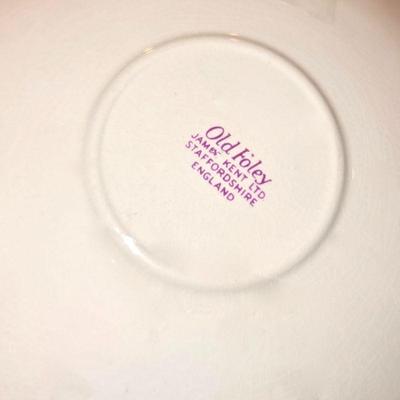 Old Foley
JAMES KENT LTD
STAFFORDSHIRE
ENGLAND